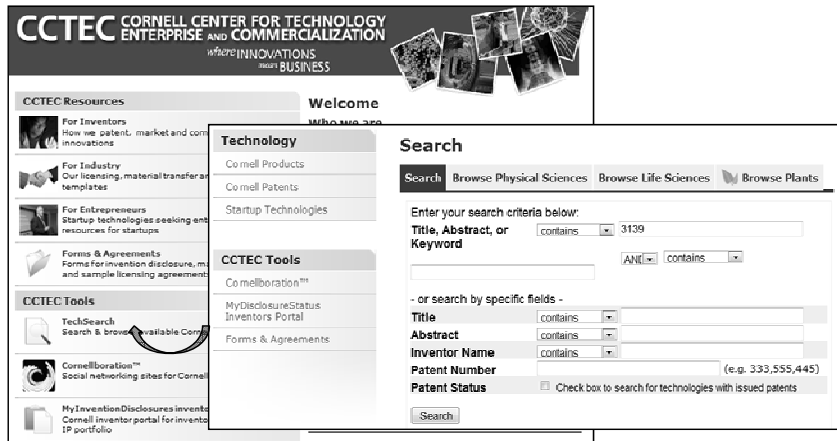 CCTEC CORNELL CENTER FOR TECHNOLOGY
ENTERPRISE AND COMMERCIALIZATION
where INNOVATIONS
mean BUSINESS
CCTEC Resources
For Inventors
How we patent, market and com
innovations
For Industry
Our licensing, material transfer a
templates
For Entrepreneurs
Startup technologies seeking ent
resources for startups
Forms & Agreements
Forms for invention disclosure, m
and sample licensing agreement
CCTEC Tools
TechSearch
Search & browse available Corn
Cornellboration™
Social networking sites for Cornell
MyInventionDisclosures invento
Cornell inventor portal for invento
IP portfolio
Welcome
Who we are
Technology
Cornell Products
Cornell Patents
Startup Technologies
CCTEC Tools
Cornellboration™
MyDisclosureStatus
Inventors Portal
Forms & Agreements
Search
Search Browse Physical Sciences Browse Life Sciences Browse Plants
Enter your search criteria below:
Title, Abstract, or
Keyword
contains 3139
AND contains
- or search by specific fields -
Title contains
Abstract contains
Inventor Name contains
Patent Number (e.g. 333,555,445)
Patent Status Check box to search for technologies with issued patents
Search